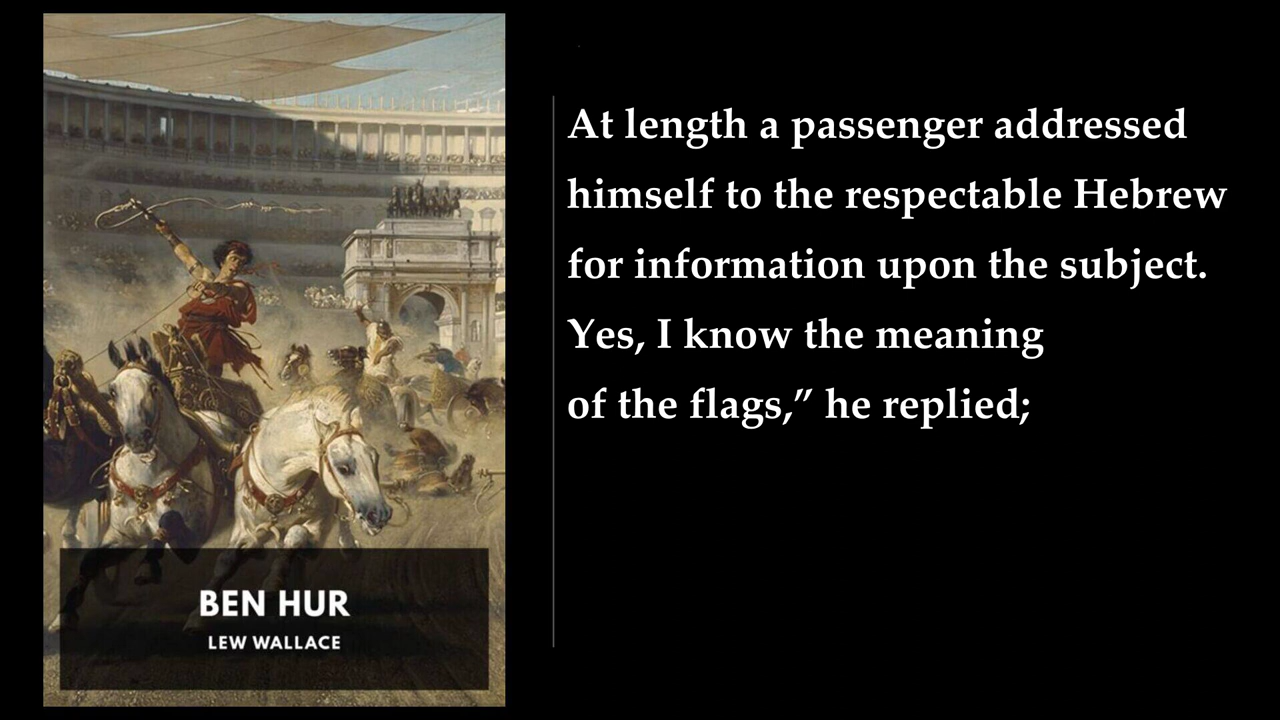 BEN HUR
LEW WALLACE
At length a passenger addressed
himself to the respectable Hebrew
for information upon the subject.
Yes, I know the meaning
of the flags,” he replied;